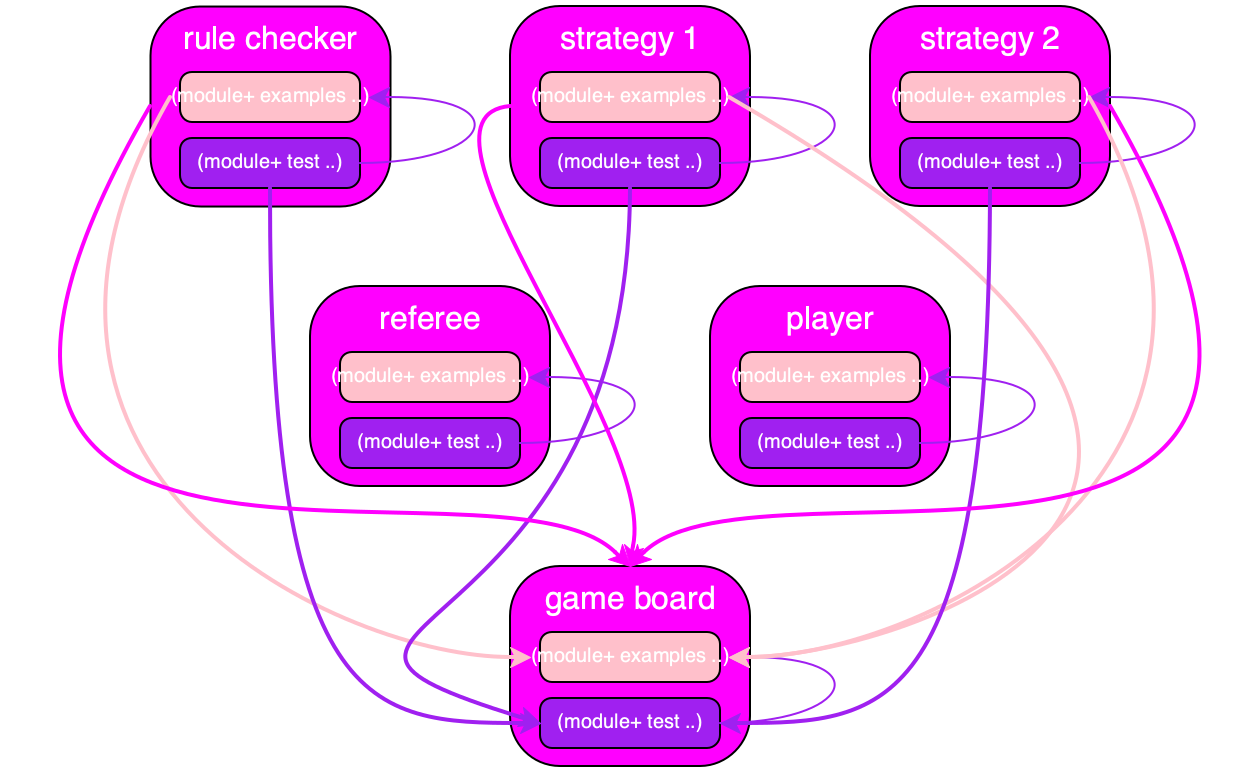 rule checker
(module+ examples ..)
(module+ test ..)
strategy 1
(module+ examples ..)
(module+ test ..)
strategy 2
(module+ examples ..)
(module+ test ..)
referee
(module+ examples ..)
(module+ test ..)
player
(module+ examples ..)
(module+ test ..)
game board
(module+ examples ..)
(module+ test ..)